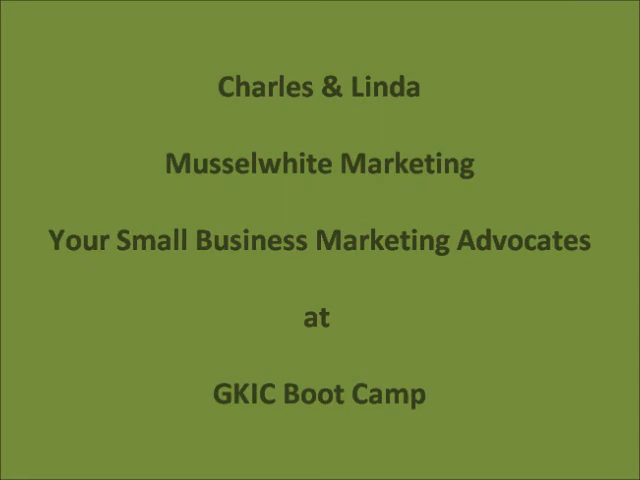 Charles & Linda
Musselwhite Marketing
Your Small Business Marketing Advocates
at
GKIC Boot Camp